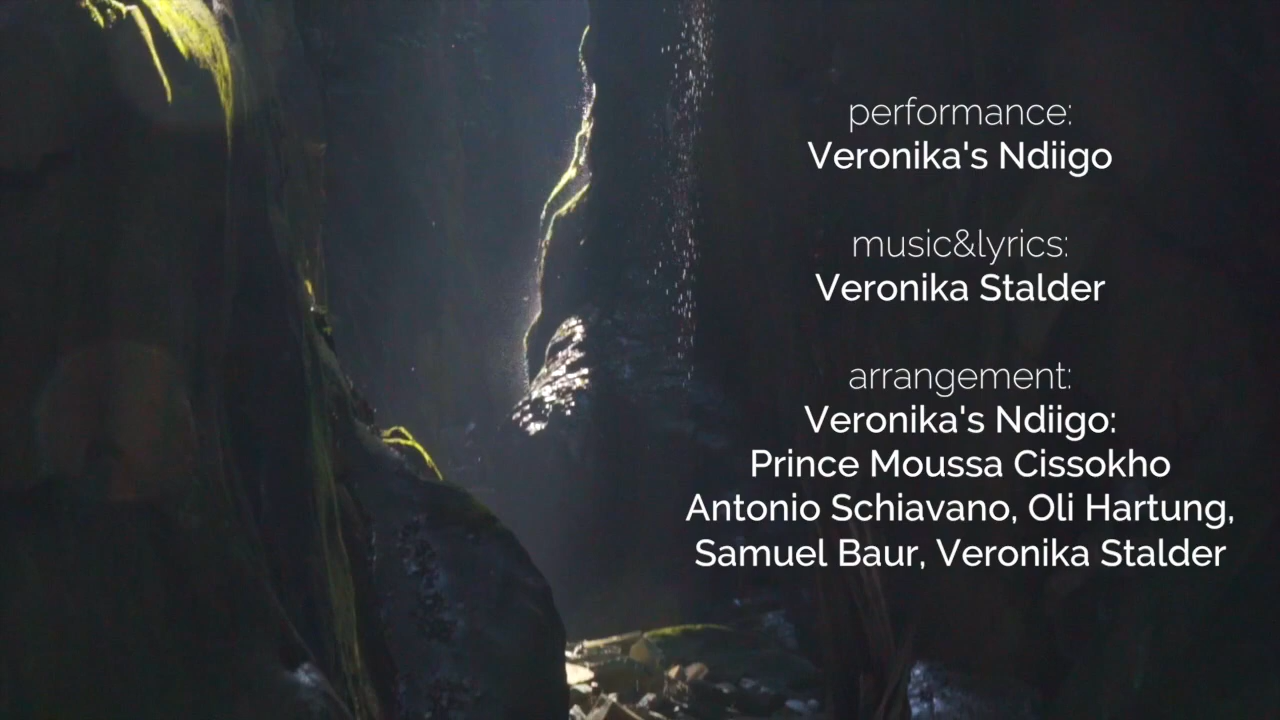 performance:
Veronika's Ndiigo
music&lyrics:
Veronika Stalder
arrangement:
Veronika's Ndiigo:
Prince Moussa Cissokho
Antonio Schiavano, Oli Hartung,
Samuel Baur, Veronika Stalder